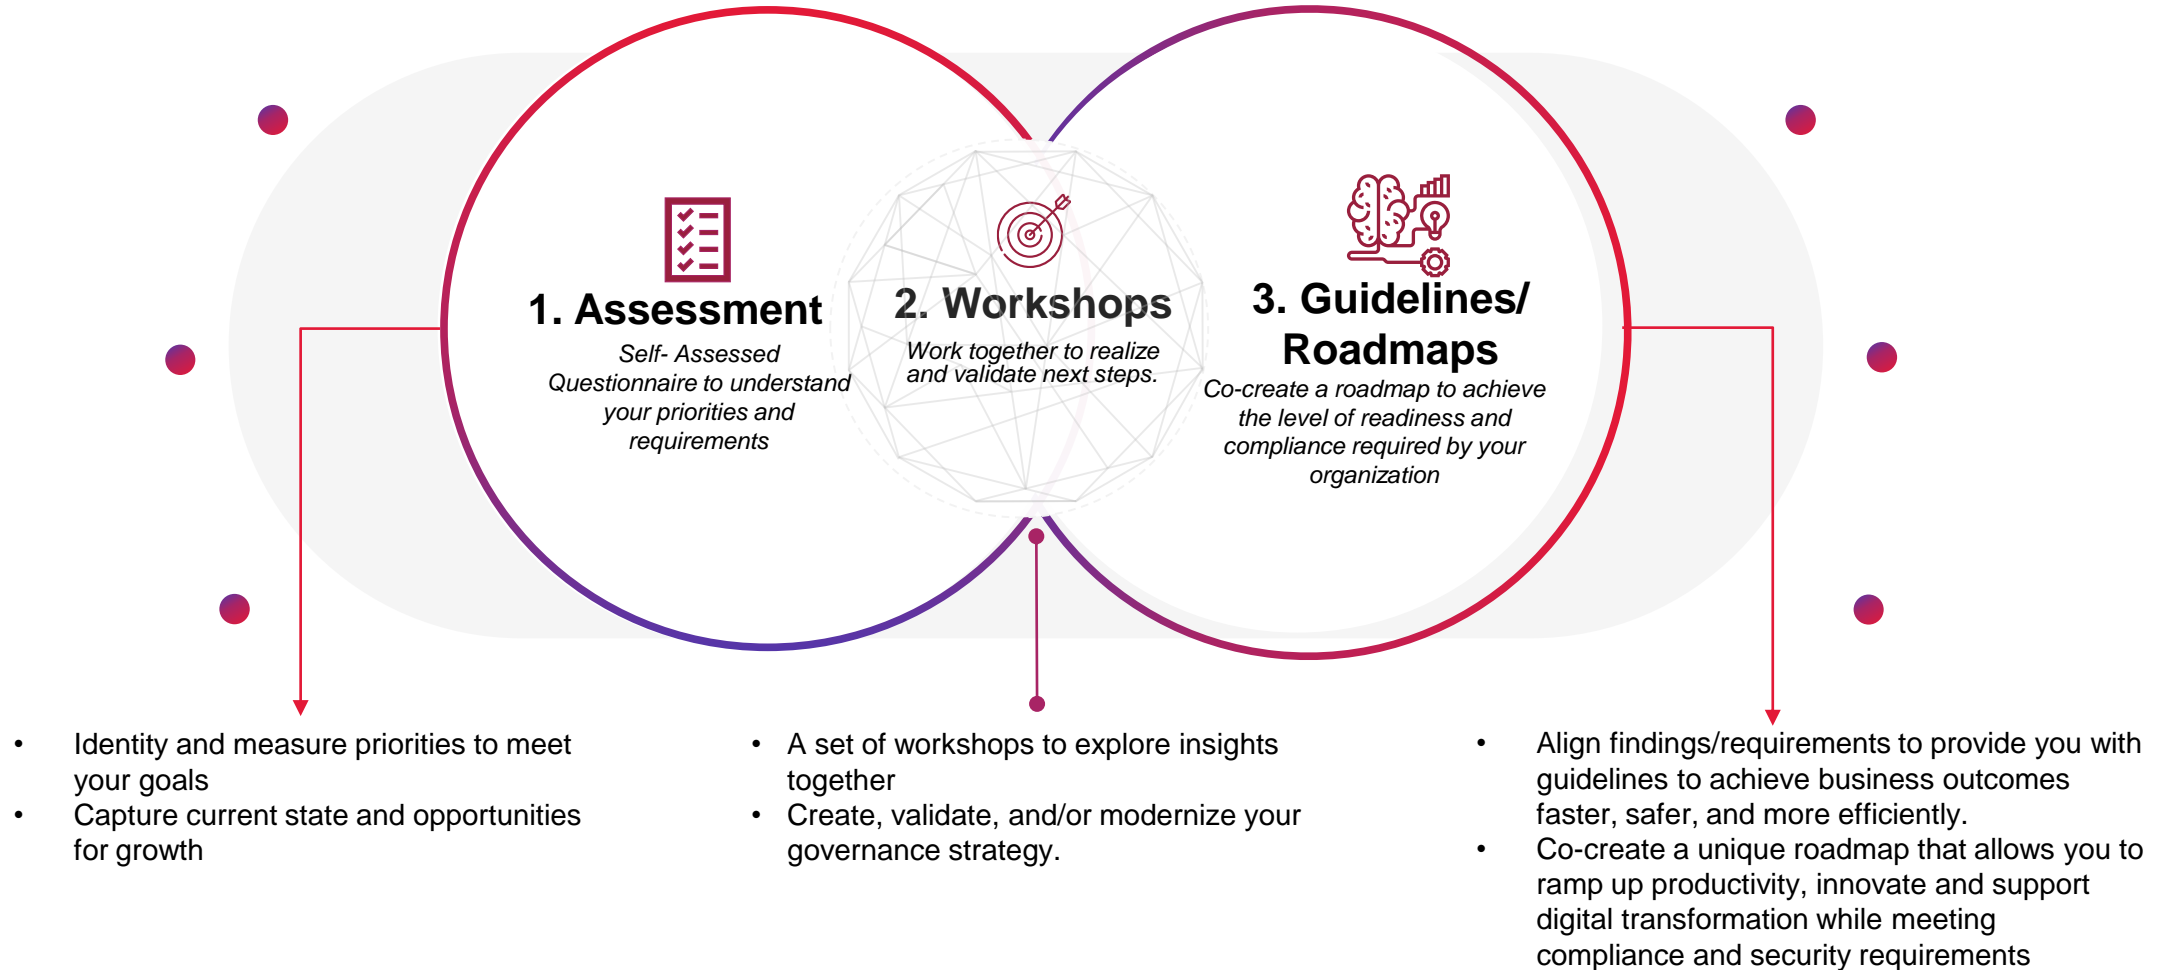 1. Assessment
Self- Assessed
Questionnaire to understand
your priorities and
requirements
2. Workshops
Work together to realize
and validate next steps.
3. Guidelines/
Roadmaps
Co-create a roadmap to achieve
the level of readiness and
compliance required by your
organization
• Identity and measure priorities to meet
your goals
• Capture current state and opportunities
for growth
• A set of workshops to explore insights
together
• Create, validate, and/or modernize your
governance strategy.
• Align findings/requirements to provide you with
guidelines to achieve business outcomes
faster, safer, and more efficiently.
• Co-create a unique roadmap that allows you to
ramp up productivity, innovate and support
digital transformation while meeting
compliance and security requirements